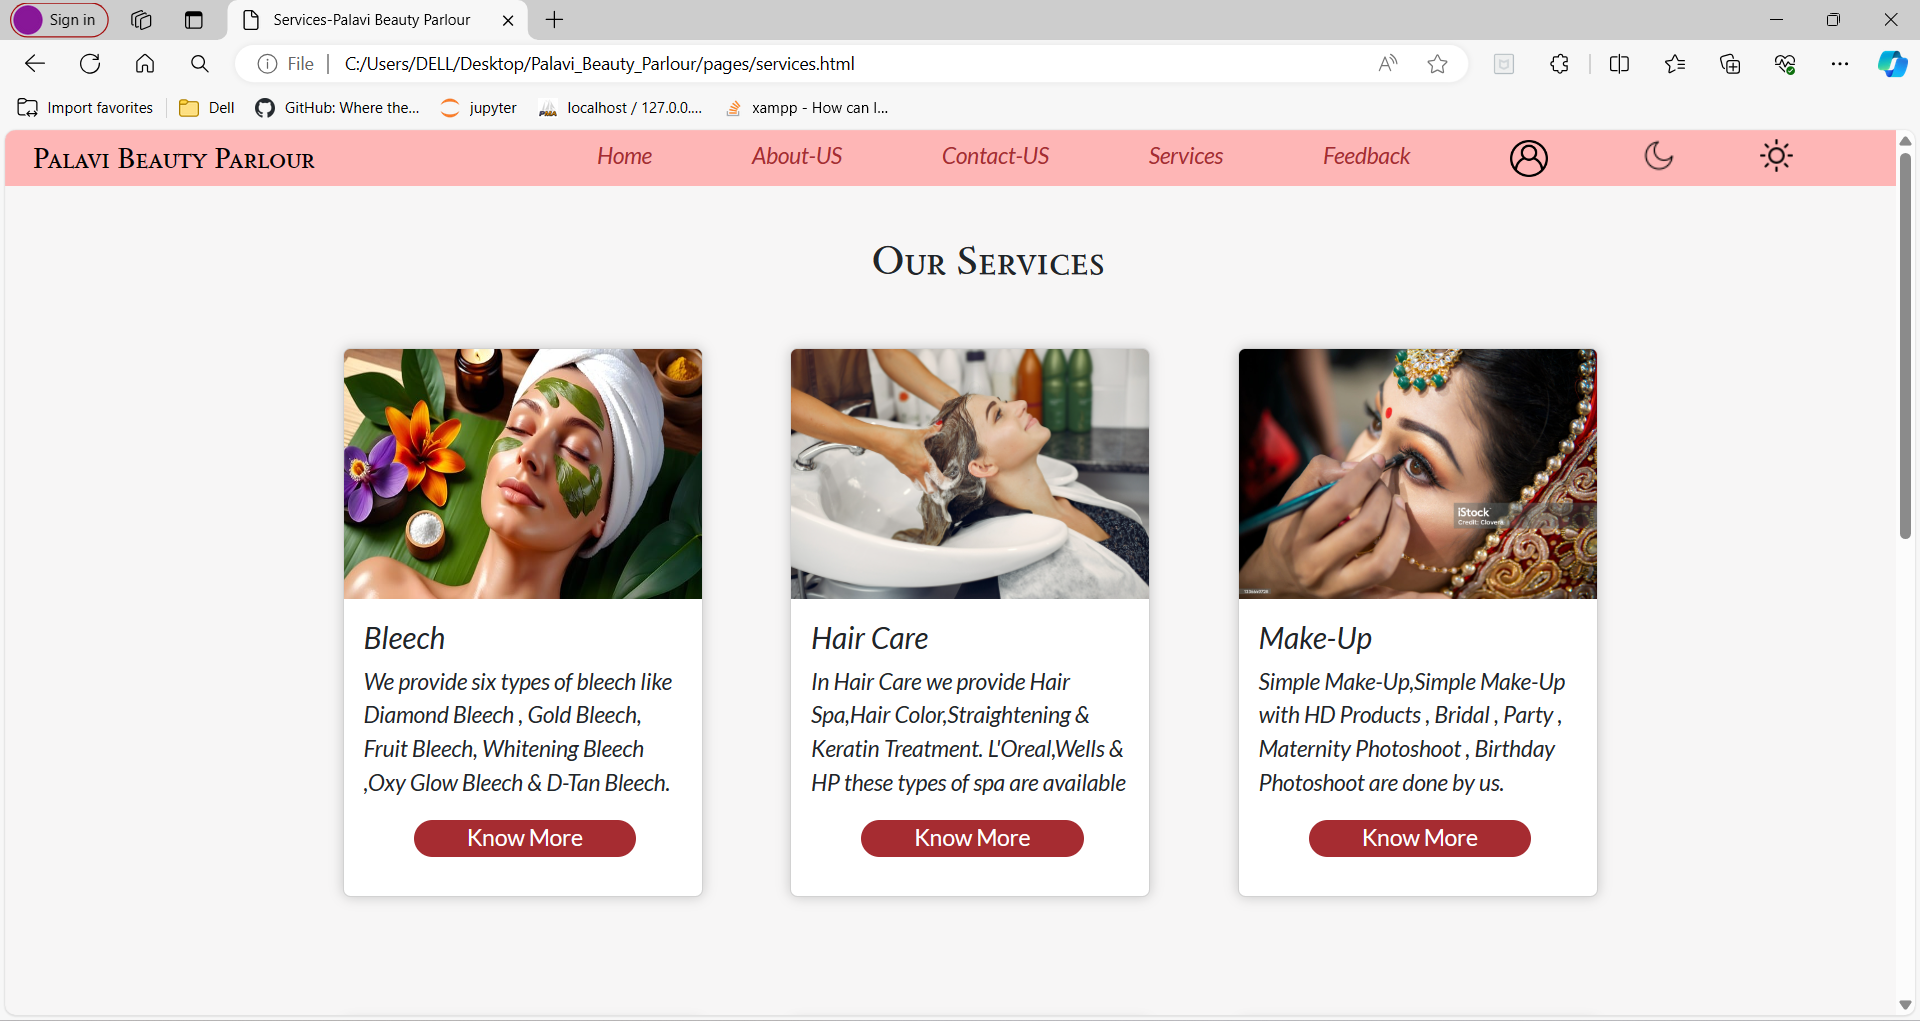 Sign in
Services-Palavi Beauty Parlour
File
C:/Users/DELL/Desktop/Palavi_Beauty_Parlour/pages/services.html
Import favorites
Dell
GitHub: Where the...
jupyter
PMA
localhost / 127.0.0....
xampp - How can I...
Palavi Beauty Parlour
Home
About-US
Contact-US
Services
Feedback
Our Services
iStock
Credit: Clovera
Bleech
We provide six types of bleech like
Diamond Bleech , Gold Bleech,
Fruit Bleech, Whitening Bleech
,Oxy Glow Bleech & D-Tan Bleech.
Know More
Hair Care
In Hair Care we provide Hair
Spa,Hair Color,Straightening &
Keratin Treatment. L'Oreal,Wells &
HP these types of spa are available
Know More
Make-Up
Simple Make-Up,Simple Make-Up
with HD Products , Bridal , Party ,
Maternity Photoshoot , Birthday
Photoshoot are done by us.
Know More